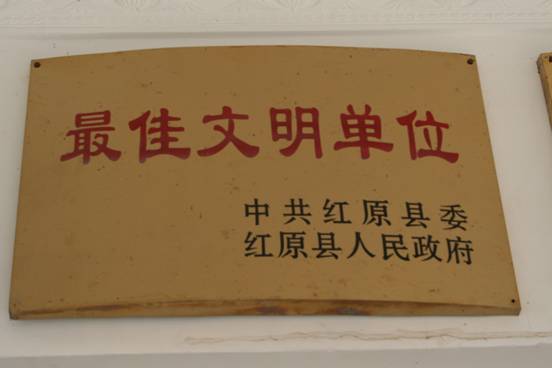 最佳文明单位
中共红原县委
红原县人民政府